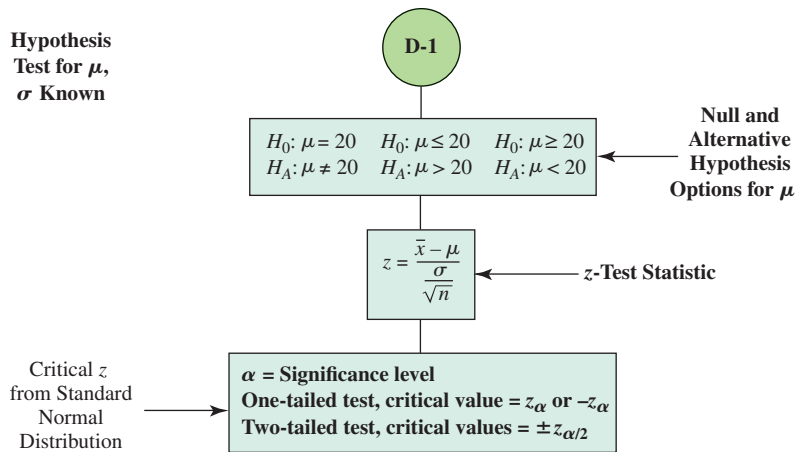 Hypothesis
Test for μ,
σ Known
D-1
H₀: μ = 20 H₀: μ ≤ 20 H₀: μ ≥ 20
H_A: μ ≠ 20 H_A: μ > 20 H_A: μ < 20
Null and
Alternative
Hypothesis
Options for μ
z = (x̄ − μ) / (σ / √n)
z-Test Statistic
Critical z
from Standard
Normal
Distribution
α = Significance level
One-tailed test, critical value = z_α or –z_α
Two-tailed test, critical values = ± z_α/2